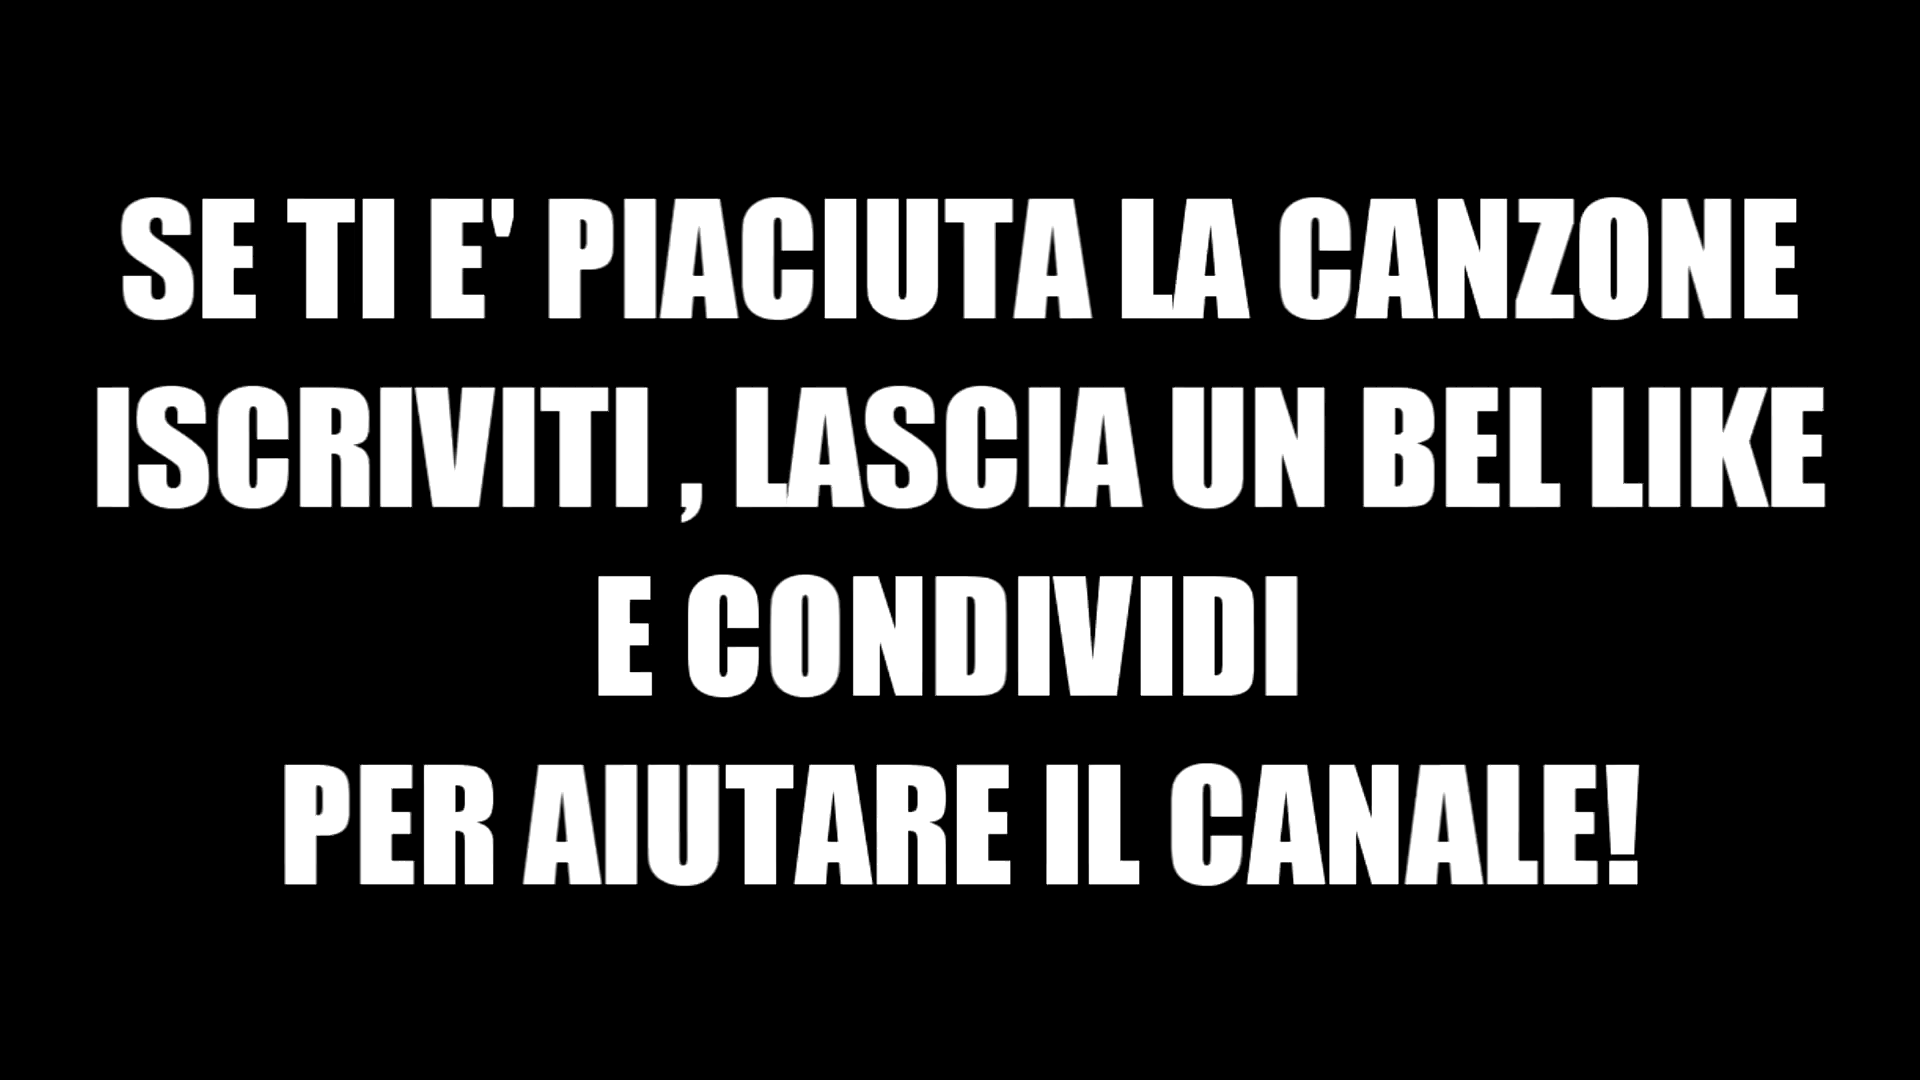 SE TI E' PIACIUTA LA CANZONE
ISCRIVITI , LASCIA UN BEL LIKE
E CONDIVIDI
PER AIUTARE IL CANALE!